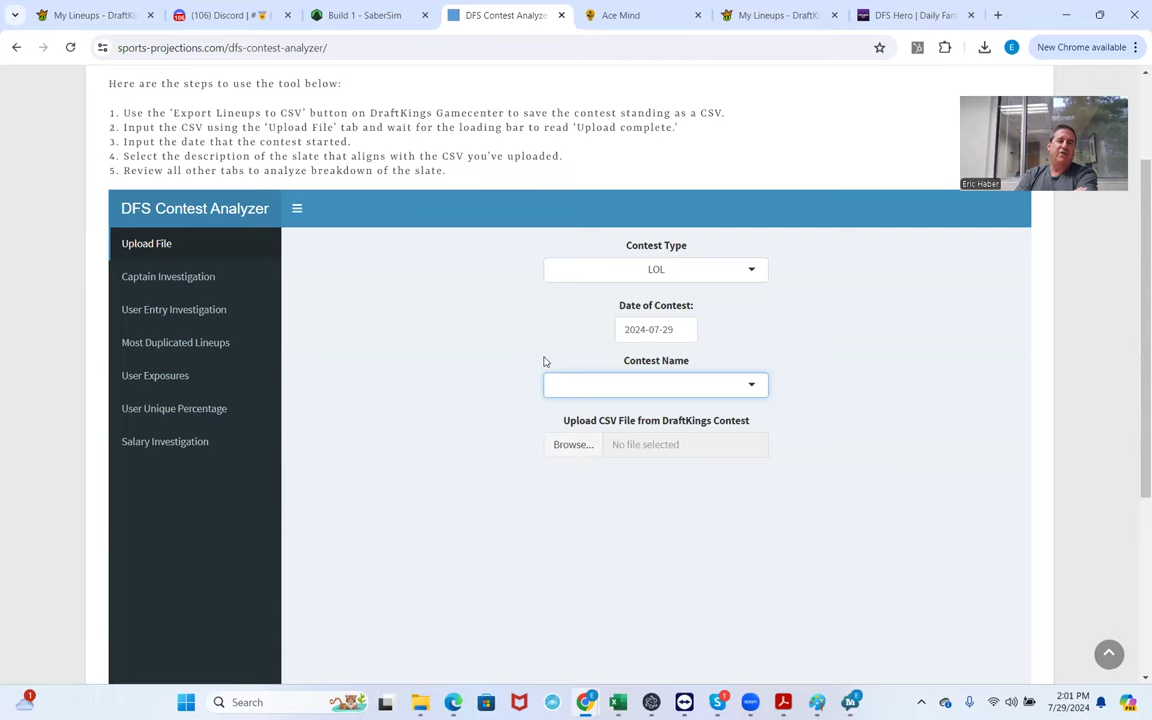 My Lineups - DraftKi
(106) Discord | #
Build 1 - SaberSim
DFS Contest Analyze
Ace Mind
My Lineups - DraftK
DFS Hero | Daily Fan
sports-projections.com/dfs-contest-analyzer/
E
New Chrome available
Here are the steps to use the tool below:
1. Use the ‘Export Lineups to CSV’ button on DraftKings Gamecenter to save the contest standing as a CSV.
2. Input the CSV using the ‘Upload File’ tab and wait for the loading bar to read ‘Upload complete.’
3. Input the date that the contest started.
4. Select the description of the slate that aligns with the CSV you’ve uploaded.
5. Review all other tabs to analyze breakdown of the slate.
Eric Haber
DFS Contest Analyzer
Upload File
Captain Investigation
User Entry Investigation
Most Duplicated Lineups
User Exposures
User Unique Percentage
Salary Investigation
Contest Type
LOL
Date of Contest:
2024-07-29
Contest Name
Upload CSV File from DraftKings Contest
Browse...
No file selected
1
Search
1
2:01 PM
7/29/2024